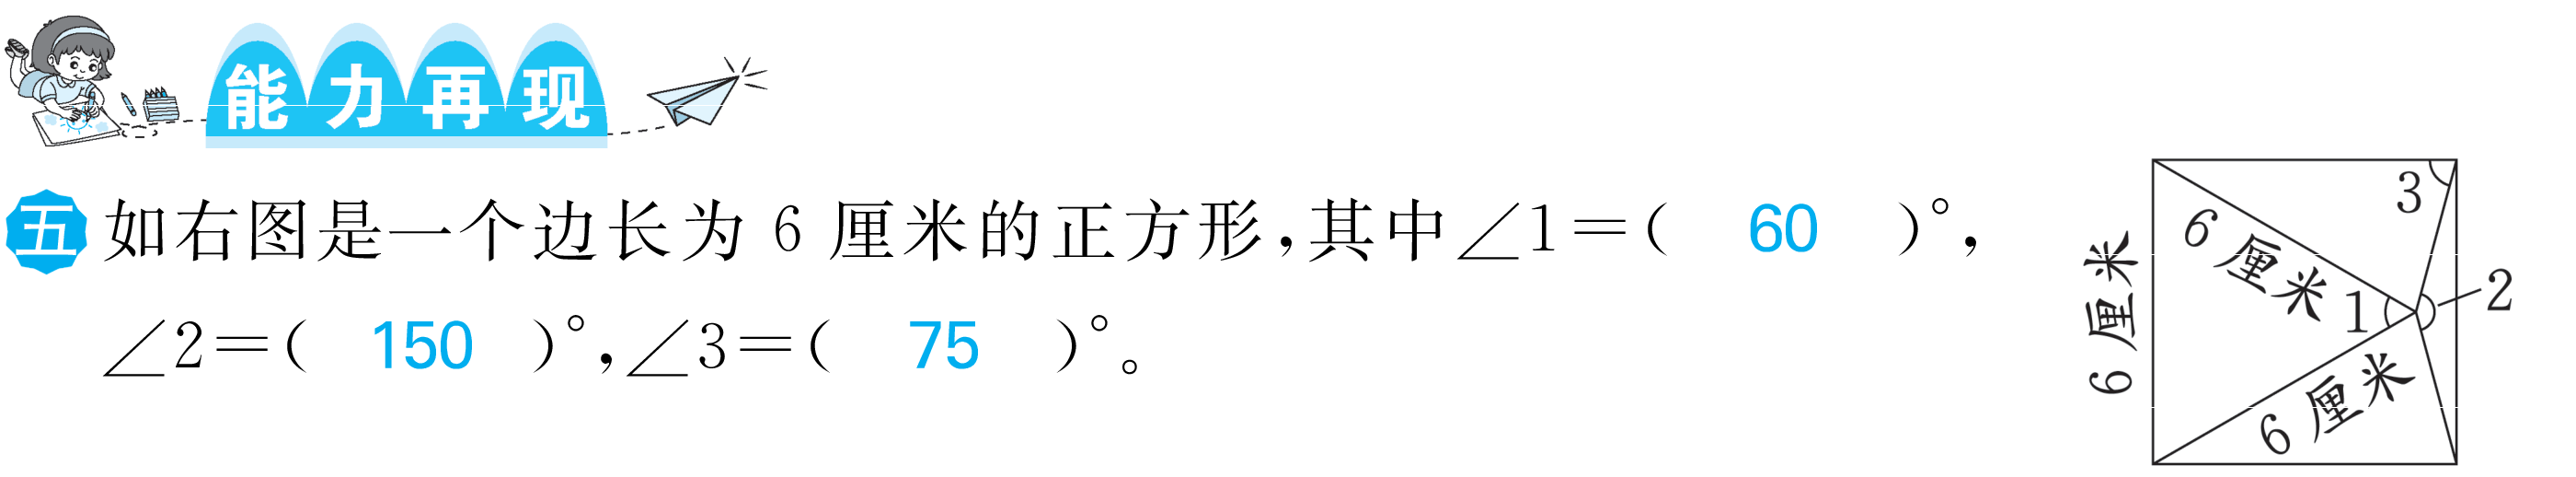 能力再现
五 如右图是一个边长为 6 厘米的正方形,其中∠1=( 60 )°,
∠2=( 150 )°,∠3=( 75 )°。
3
6 厘米
6 厘米
1
2
6 厘米